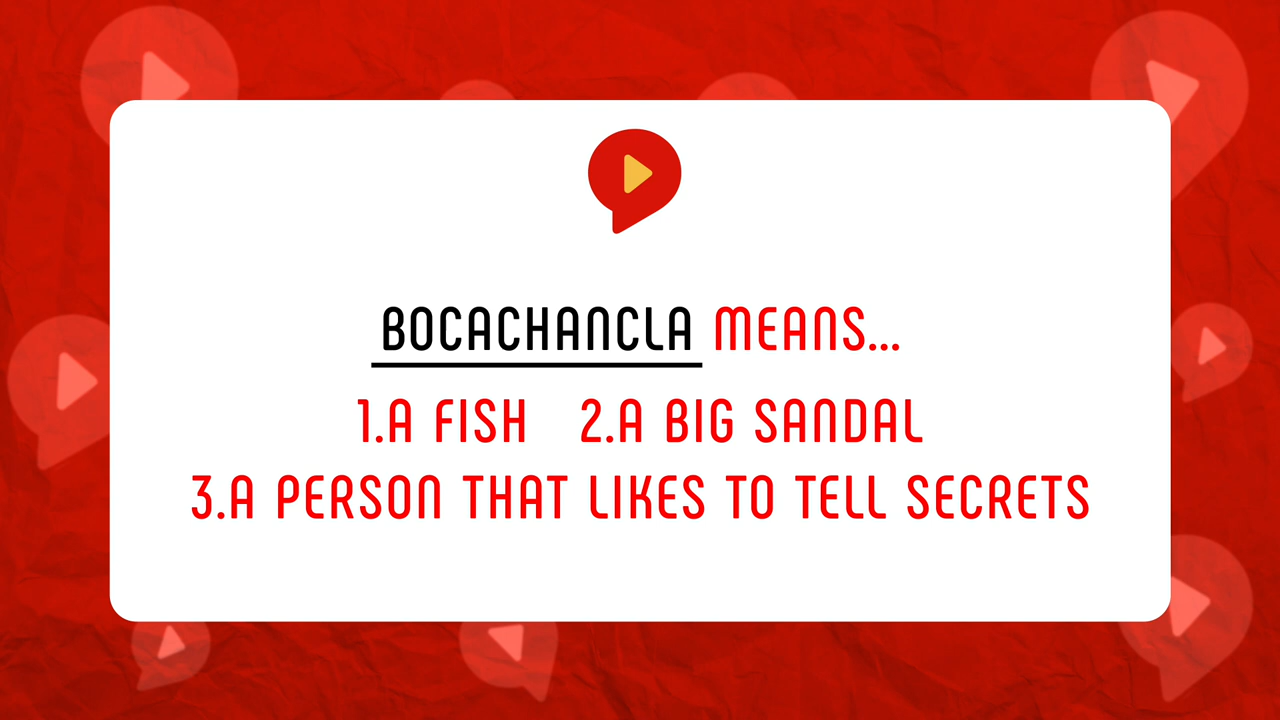 BOCACHANCLA MEANS...
1.A FISH 2.A BIG SANDAL
3.A PERSON THAT LIKES TO TELL SECRETS